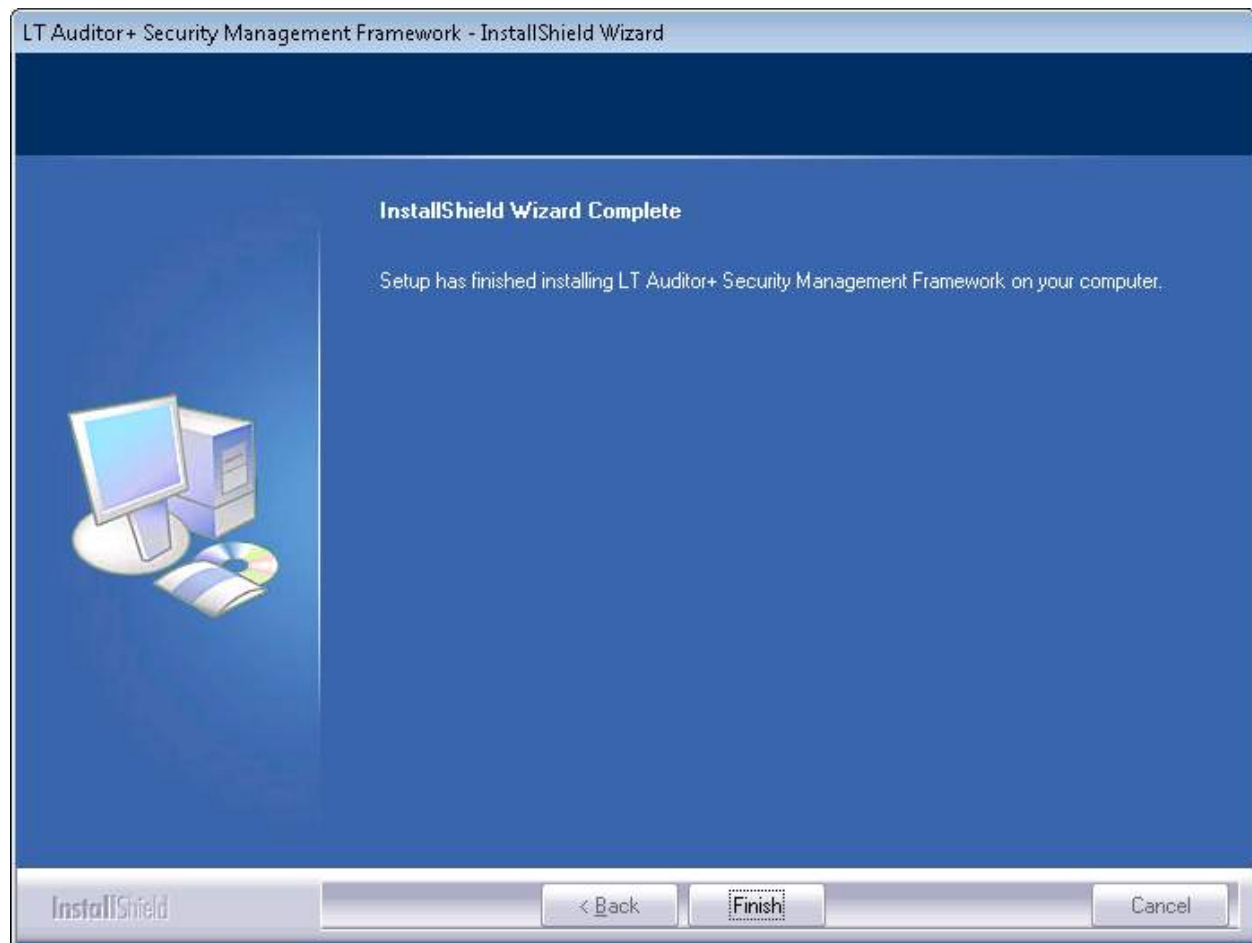 LT Auditor+ Security Management Framework - InstallShield Wizard
InstallShield Wizard Complete
Setup has finished installing LT Auditor+ Security Management Framework on your computer.
InstallShield
< Back
Finish
Cancel